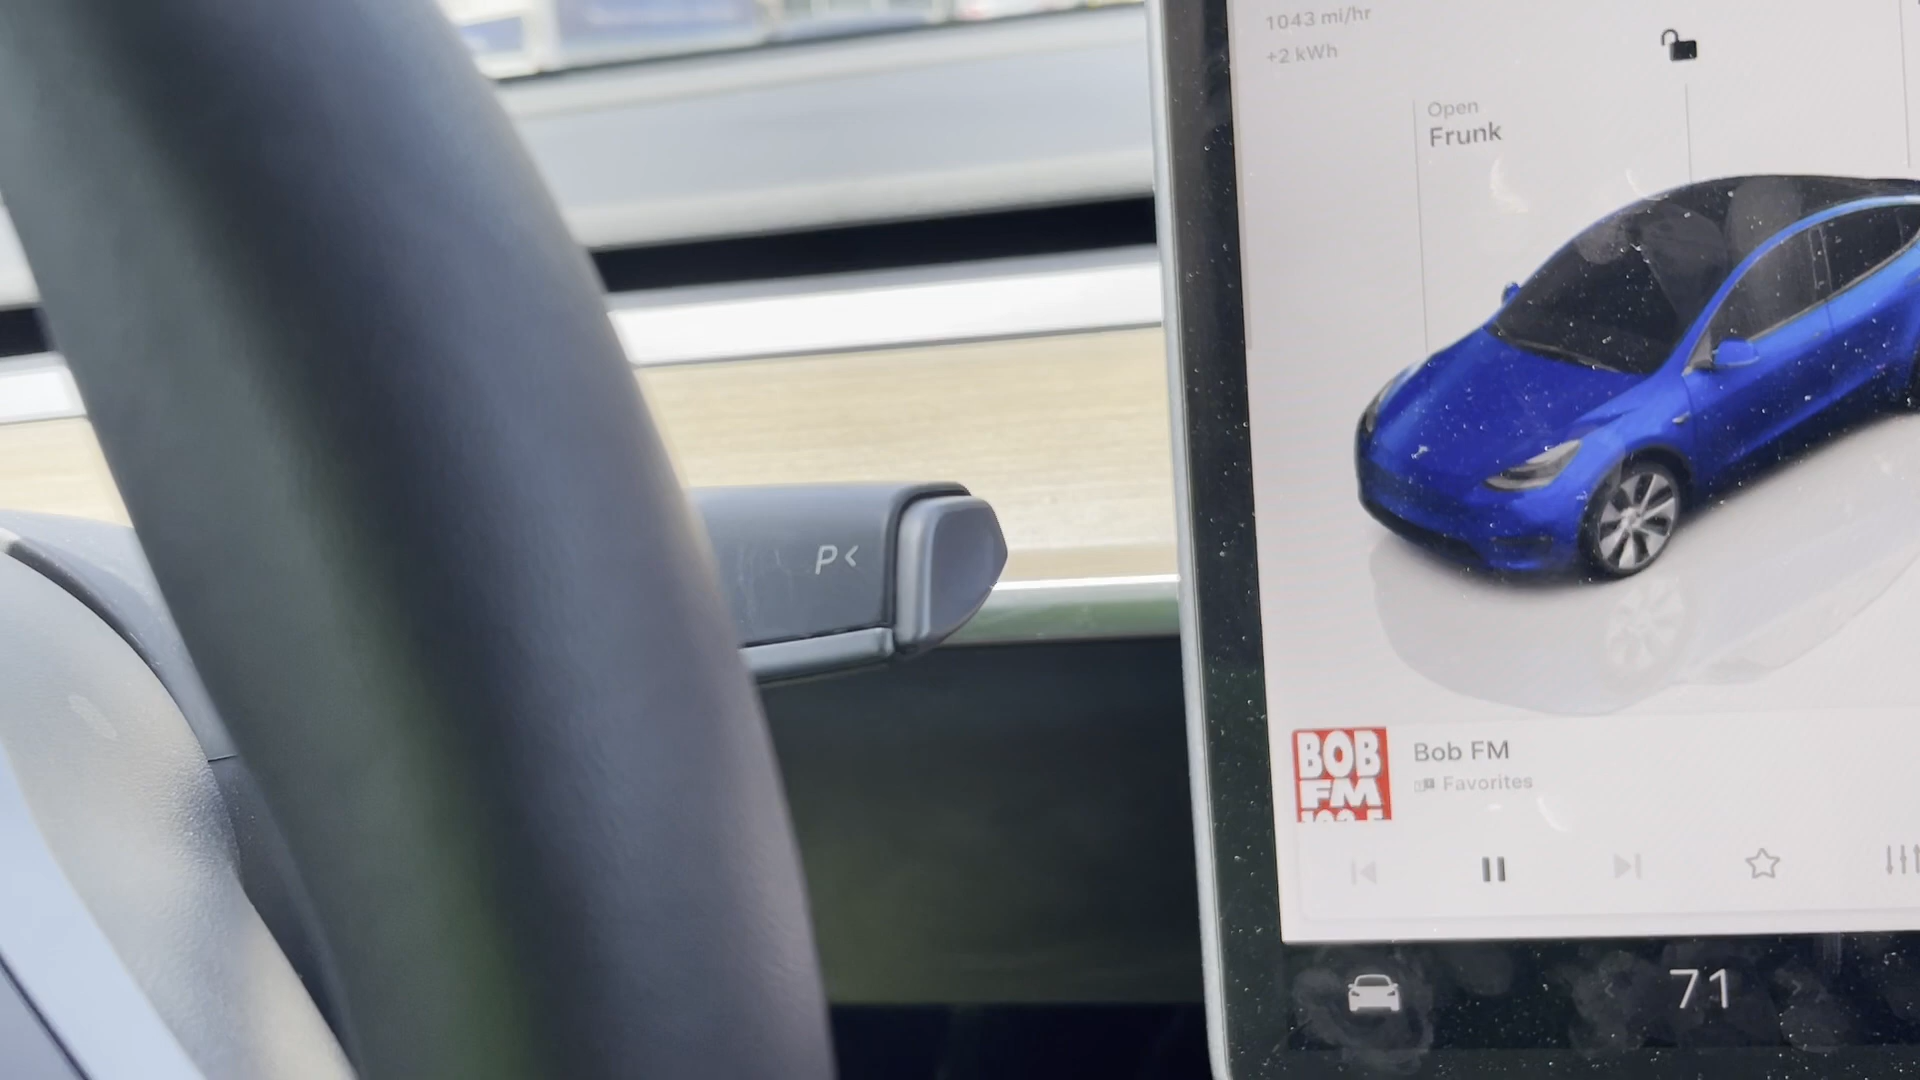 1043 mi/hr
+2 kWh
Open
Frunk
P<
BOB
FM
Bob FM
Favorites
71